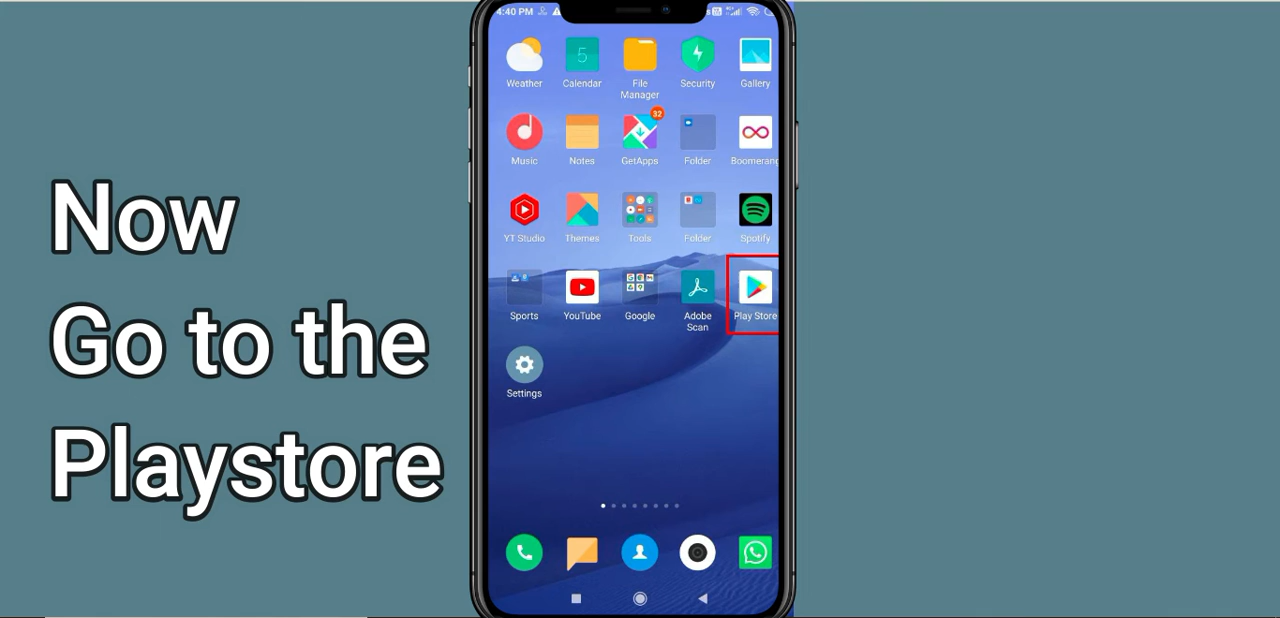 Now
Go to the
Playstore
4:40 PM
Weather
Calendar
File
Manager
Security
Gallery
5
Music
Notes
GetApps
Folder
Boomerang
32
YT Studio
Themes
Tools
Folder
Spotify
Sports
YouTube
Google
Adobe
Scan
Play Store
Settings